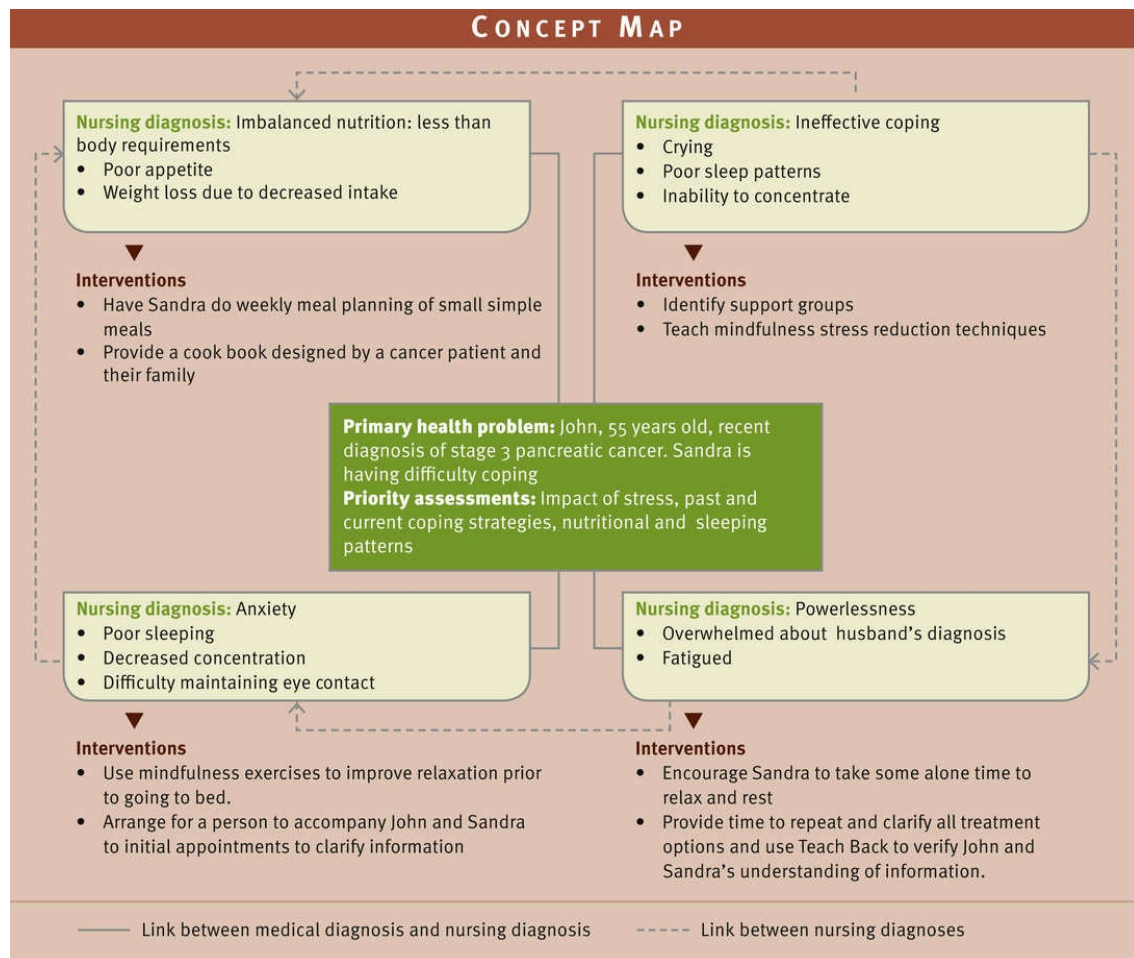 CONCEPT MAP
Nursing diagnosis: Imbalanced nutrition: less than
body requirements
• Poor appetite
• Weight loss due to decreased intake
Interventions
• Have Sandra do weekly meal planning of small simple
meals
• Provide a cook book designed by a cancer patient and
their family
Nursing diagnosis: Ineffective coping
• Crying
• Poor sleep patterns
• Inability to concentrate
Interventions
• Identify support groups
• Teach mindfulness stress reduction techniques
Primary health problem: John, 55 years old, recent
diagnosis of stage 3 pancreatic cancer. Sandra is
having difficulty coping
Priority assessments: Impact of stress, past and
current coping strategies, nutritional and sleeping
patterns
Nursing diagnosis: Anxiety
• Poor sleeping
• Decreased concentration
• Difficulty maintaining eye contact
Interventions
• Use mindfulness exercises to improve relaxation prior
to going to bed.
• Arrange for a person to accompany John and Sandra
to initial appointments to clarify information
Nursing diagnosis: Powerlessness
• Overwhelmed about husband's diagnosis
• Fatigued
Interventions
• Encourage Sandra to take some alone time to
relax and rest
• Provide time to repeat and clarify all treatment
options and use Teach Back to verify John and
Sandra's understanding of information.
Link between medical diagnosis and nursing diagnosis
Link between nursing diagnoses